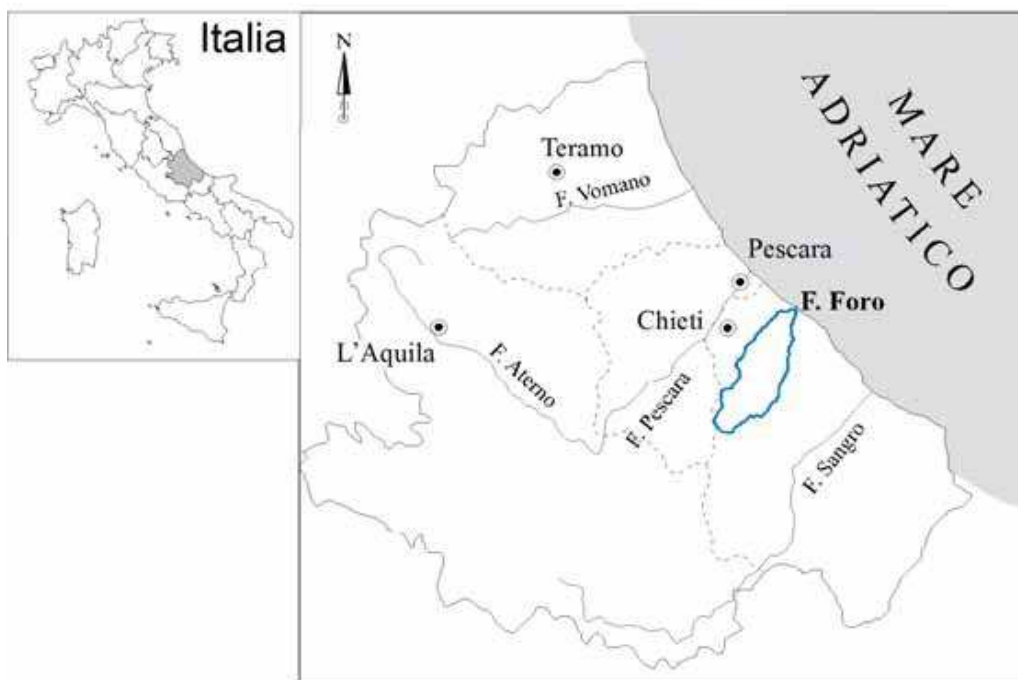 Italia
N
MARE
ADRIATICO
Teramo
F. Vomano
Pescara
F. Foro
Chieti
L'Aquila
F. Aterno
F. Pescara
F. Sangro